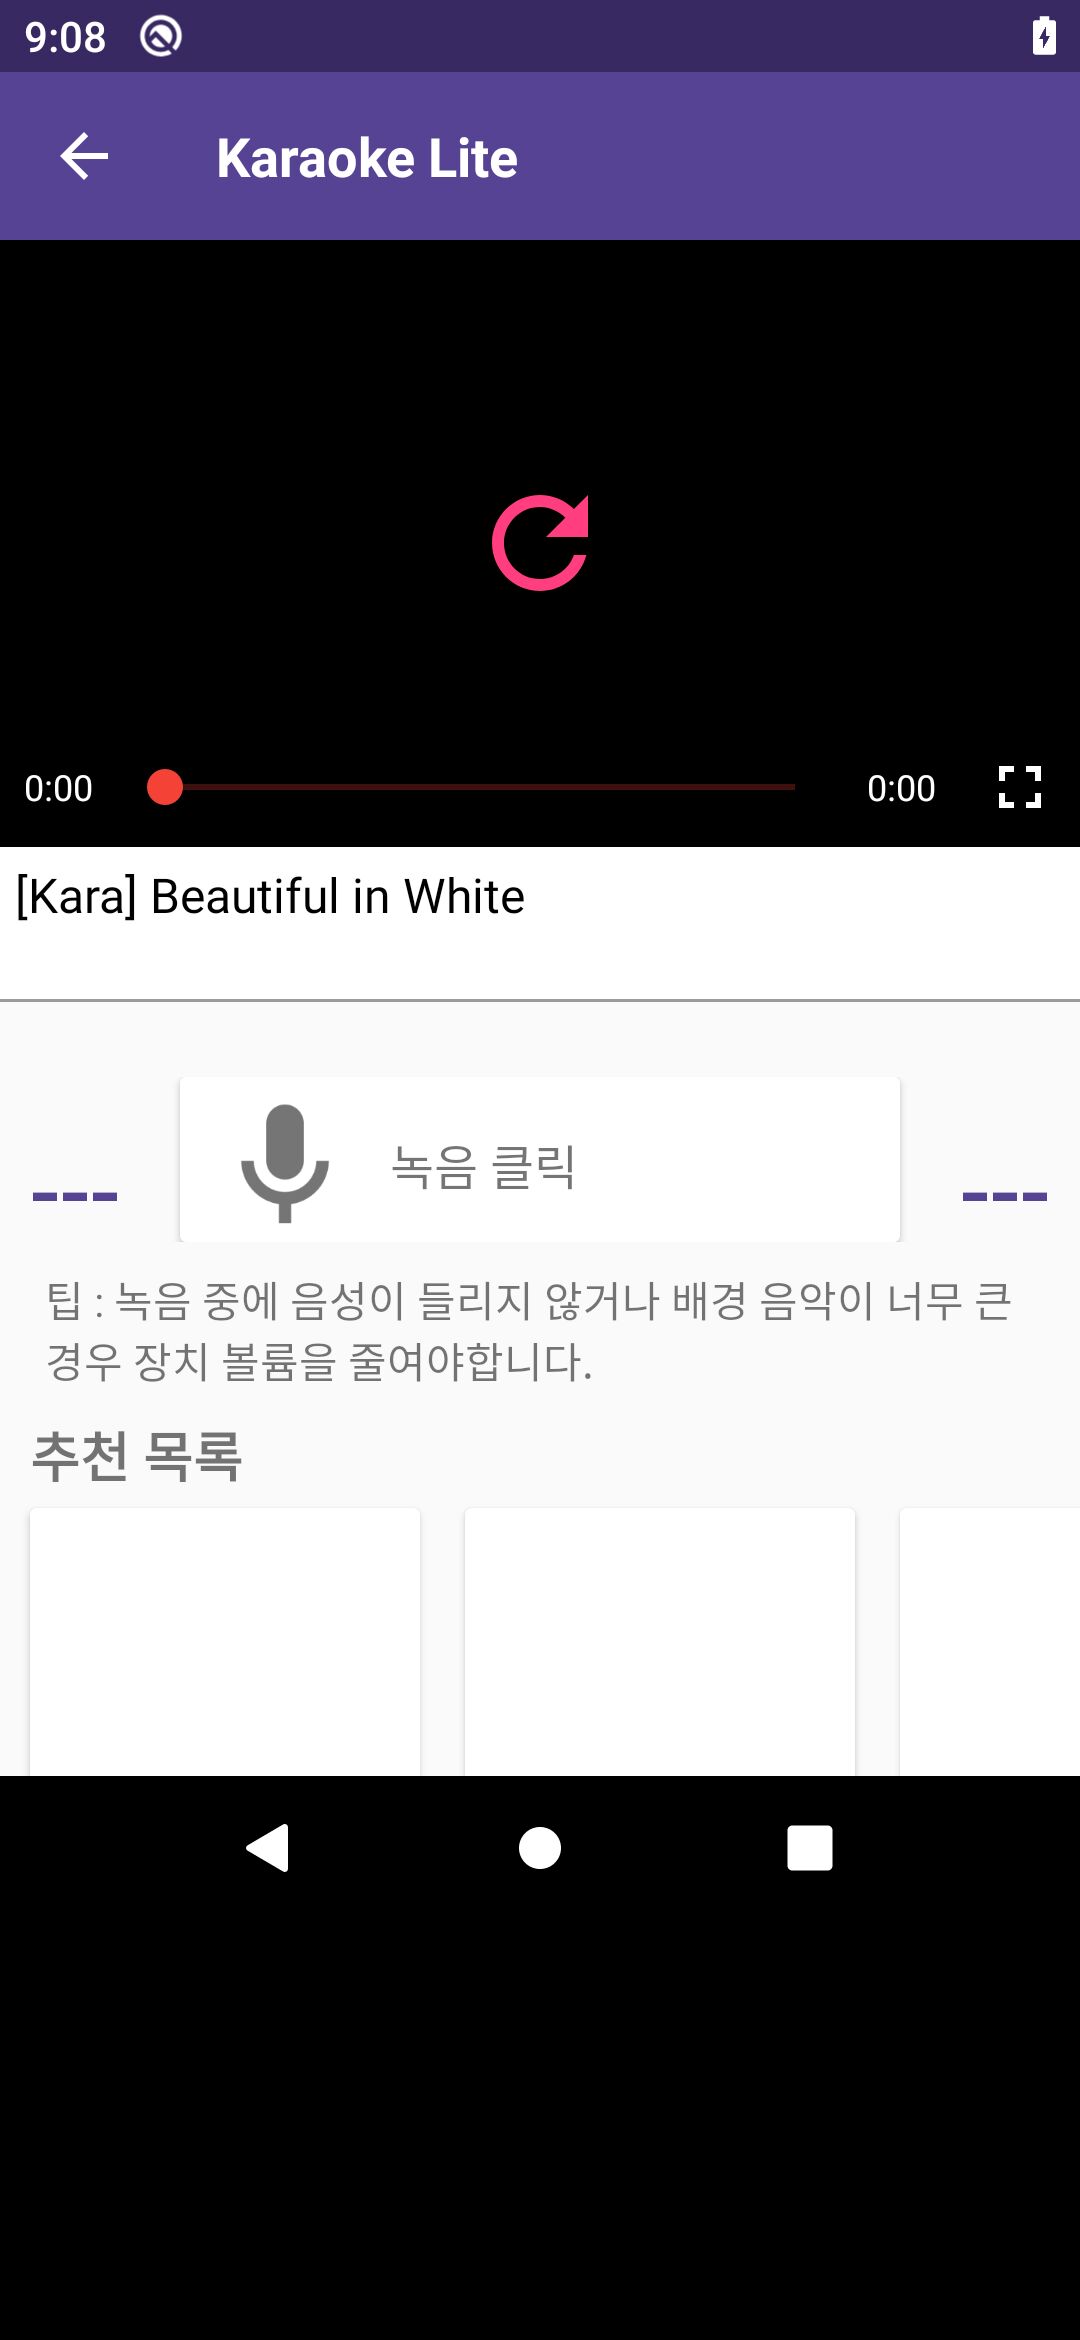 9:08
Karaoke Lite
0:00
0:00
[Kara] Beautiful in White
---
녹음 클릭
---
팁 : 녹음 중에 음성이 들리지 않거나 배경 음악이 너무 큰
경우 장치 볼륨을 줄여야합니다.
추천 목록